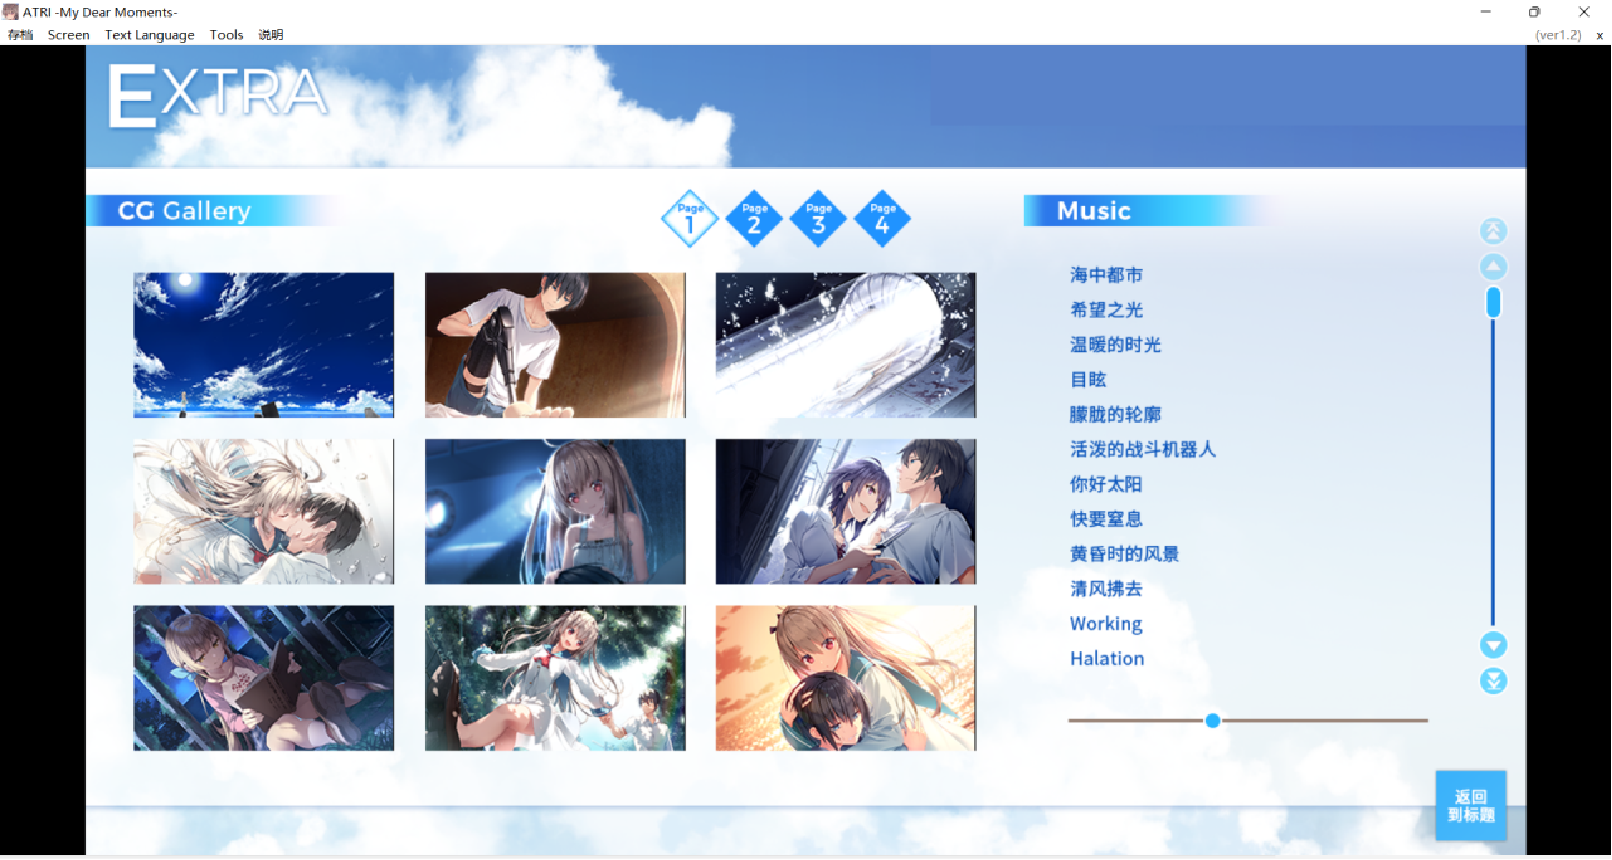 ATRI -My Dear Moments-
存档 Screen Text Language Tools 说明 (ver1.2) x
EXTRA
CG Gallery
Page 1
Page 2
Page 3
Page 4
Music
海中都市
希望之光
温暖的时光
目眩
朦胧的轮廓
活泼的战斗机器人
你好太阳
快要窒息
黄昏时的风景
清风拂去
Working
Halation
返回
到标题